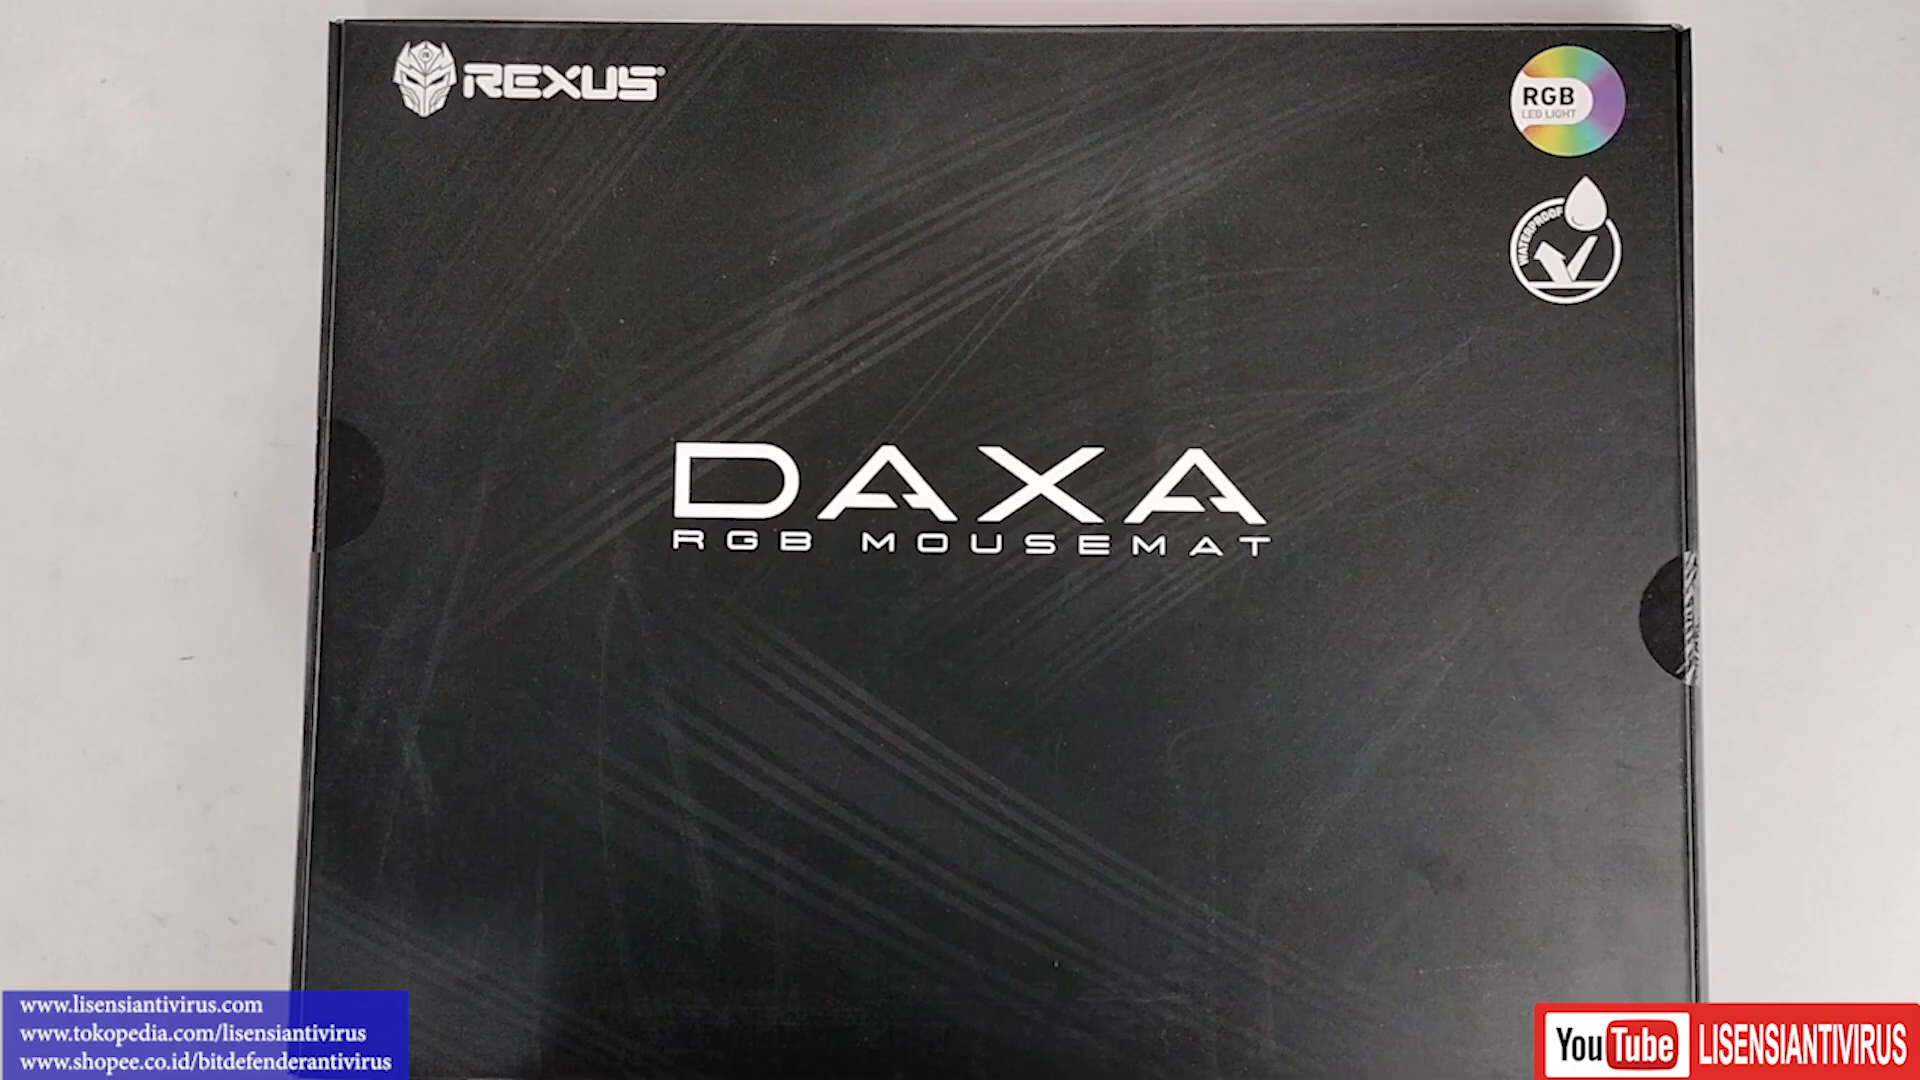 REXUS®
RGB
LED LIGHT
WATERPROOF
DAXA
RGB MOUSEMAT
www.lisensiantivirus.com
www.tokopedia.com/lisensiantivirus
www.shopee.co.id/bitdefenderantivirus
YouTube LISENSIANTIVIRUS